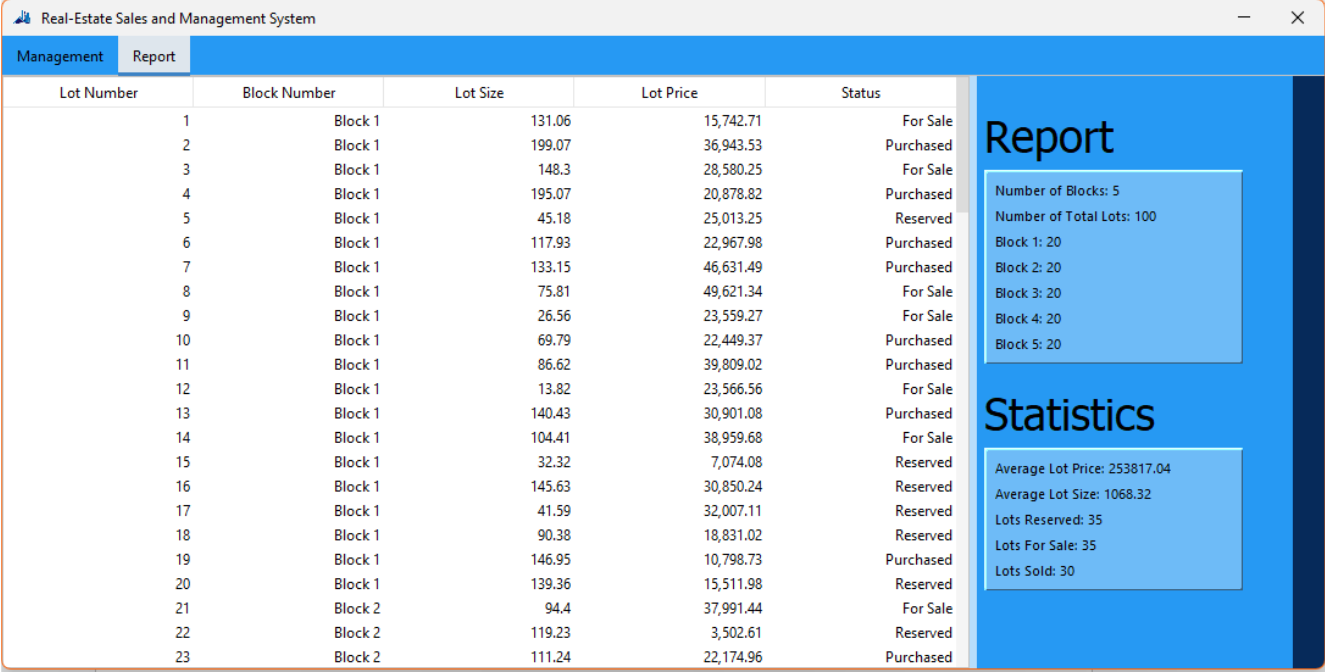 Real-Estate Sales and Management System
Management Report
Lot Number Block Number Lot Size Lot Price Status
1 Block 1 131.06 15,742.71 For Sale
2 Block 1 199.07 36,943.53 Purchased
3 Block 1 148.3 28,580.25 For Sale
4 Block 1 195.07 20,878.82 Purchased
5 Block 1 45.18 25,013.25 Reserved
6 Block 1 117.93 22,967.98 Purchased
7 Block 1 133.15 46,631.49 Purchased
8 Block 1 75.81 49,621.34 For Sale
9 Block 1 26.56 23,559.27 For Sale
10 Block 1 69.79 22,449.37 Purchased
11 Block 1 86.62 39,809.02 Purchased
12 Block 1 13.82 23,566.56 For Sale
13 Block 1 140.43 30,901.08 Purchased
14 Block 1 104.41 38,959.68 For Sale
15 Block 1 32.32 7,074.08 Reserved
16 Block 1 145.63 30,850.24 Reserved
17 Block 1 41.59 32,007.11 Reserved
18 Block 1 90.38 18,831.02 Reserved
19 Block 1 146.95 10,798.73 Purchased
20 Block 1 139.36 15,511.98 Reserved
21 Block 2 94.4 37,991.44 For Sale
22 Block 2 119.23 3,502.61 Reserved
23 Block 2 111.24 22,174.96 Purchased
Report
Number of Blocks: 5
Number of Total Lots: 100
Block 1: 20
Block 2: 20
Block 3: 20
Block 4: 20
Block 5: 20
Statistics
Average Lot Price: 253817.04
Average Lot Size: 1068.32
Lots Reserved: 35
Lots For Sale: 35
Lots Sold: 30